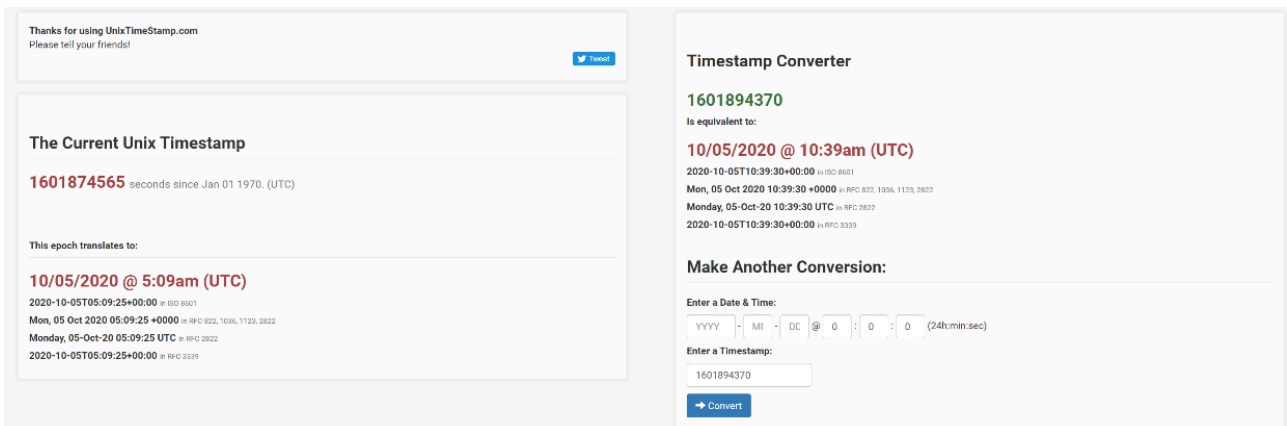 Thanks for using UnixTimeStamp.com
Please tell your friends!
Tweet
The Current Unix Timestamp
1601874565 seconds since Jan 01 1970. (UTC)
This epoch translates to:
10/05/2020 @ 5:09am (UTC)
2020-10-05T05:09:25+00:00 in ISO 8601
Mon, 05 Oct 2020 05:09:25 +0000 in RFC 822, 1036, 1123, 2822
Monday, 05-Oct-20 05:09:25 UTC in RFC 2822
2020-10-05T05:09:25+00:00 in RFC 3339
Timestamp Converter
1601894370
Is equivalent to:
10/05/2020 @ 10:39am (UTC)
2020-10-05T10:39:30+00:00 in ISO 8601
Mon, 05 Oct 2020 10:39:30 +0000 in RFC 822, 1036, 1123, 2822
Monday, 05-Oct-20 10:39:30 UTC in RFC 2822
2020-10-05T10:39:30+00:00 in RFC 3339
Make Another Conversion:
Enter a Date & Time:
YYYY - MI - DD @ 0 : 0 : 0 (24h:min:sec)
Enter a Timestamp:
1601894370
Convert